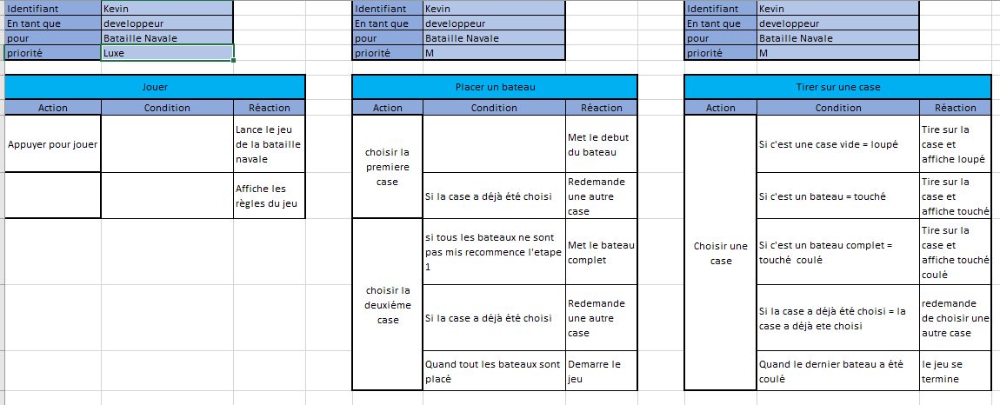 Identifiant Kevin
En tant que developpeur
pour Bataille Navale
priorité Luxe
Jouer
Action Condition Réaction
Appuyer pour jouer
Lance le jeu
de la bataille
navale
Affiche les
règles du jeu
Identifiant Kevin
En tant que developpeur
pour Bataille Navale
priorité M
Placer un bateau
Action Condition Réaction
choisir la
premiere
case
Met le debut
du bateau
Si la case a déjà été choisi
Redemande
une autre
case
choisir la
deuxiéme
case
si tous les bateaux ne sont
pas mis recommence l'etape
1
Met le bateau
complet
Si la case a déjà été choisi
Redemande
une autre
case
Quand tout les bateaux sont
placé
Demarre le
jeu
Identifiant Kevin
En tant que developpeur
pour Bataille Navale
priorité M
Tirer sur une case
Action Condition Réaction
Choisir une
case
Si c'est une case vide = loupé
Tire sur la
case et
affiche loupé
Si c'est un bateau = touché
Tire sur la
case et
affiche touché
Si c'est un bateau complet =
touché coulé
Tire sur la
case et
affiche touché
coulé
Si la case a déjà été choisi = la
case a déjà ete choisi
redemande
de choisir une
autre case
Quand le dernier bateau a été
coulé
le jeu se
termine